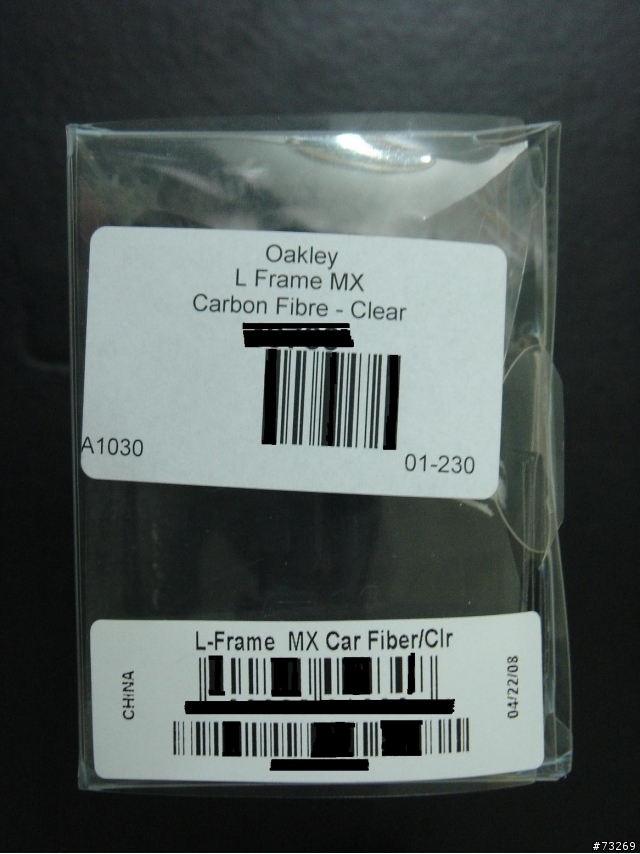 Oakley
L Frame MX
Carbon Fibre - Clear
A1030
01-230
L-Frame MX Car Fiber/Clr
CHINA
04/22/08
#73269